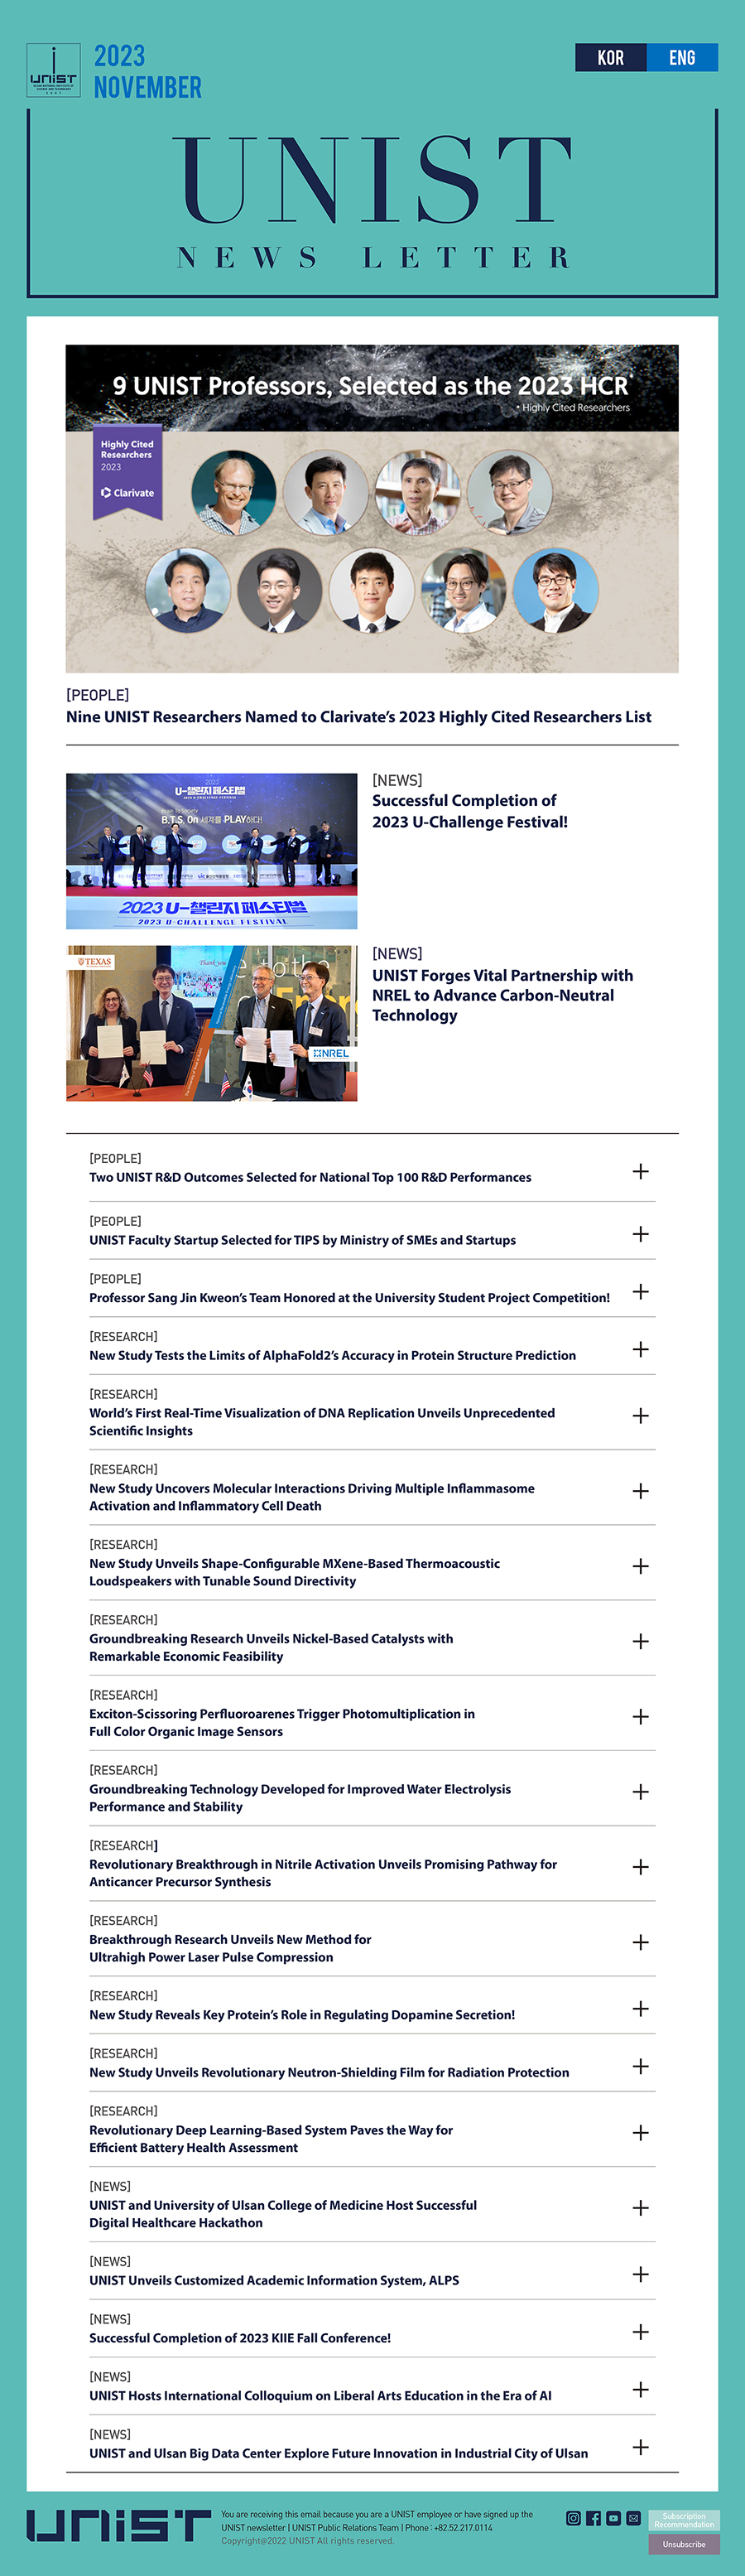 UNIST
ULSAN NATIONAL INSTITUTE OF
SCIENCE AND TECHNOLOGY
2023
NOVEMBER
KOR
ENG
UNIST
NEWS LETTER
9 UNIST Professors, Selected as the 2023 HCR
• Highly Cited Researchers
Highly Cited
Researchers
2023
Clarivate
[PEOPLE]
Nine UNIST Researchers Named to Clarivate’s 2023 Highly Cited Researchers List
2023
U-챌린지 페스티벌
2023 U-CHALLENGE FESTIVAL
B.T.S, On 세계를 PLAY하다!
2023 U-챌린지페스티벌
2023 U-CHALLENGE FESTIVAL
[NEWS]
Successful Completion of
2023 U-Challenge Festival!
TEXAS
Thank you
NREL
[NEWS]
UNIST Forges Vital Partnership with
NREL to Advance Carbon-Neutral
Technology
[PEOPLE]
Two UNIST R&D Outcomes Selected for National Top 100 R&D Performances
[PEOPLE]
UNIST Faculty Startup Selected for TIPS by Ministry of SMEs and Startups
[PEOPLE]
Professor Sang Jin Kweon’s Team Honored at the University Student Project Competition!
[RESEARCH]
New Study Tests the Limits of AlphaFold2’s Accuracy in Protein Structure Prediction
[RESEARCH]
World’s First Real-Time Visualization of DNA Replication Unveils Unprecedented
Scientific Insights
[RESEARCH]
New Study Uncovers Molecular Interactions Driving Multiple Inflammasome
Activation and Inflammatory Cell Death
[RESEARCH]
New Study Unveils Shape-Configurable MXene-Based Thermoacoustic
Loudspeakers with Tunable Sound Directivity
[RESEARCH]
Groundbreaking Research Unveils Nickel-Based Catalysts with
Remarkable Economic Feasibility
[RESEARCH]
Exciton-Scissoring Perfluoroarenes Trigger Photomultiplication in
Full Color Organic Image Sensors
[RESEARCH]
Groundbreaking Technology Developed for Improved Water Electrolysis
Performance and Stability
[RESEARCH]
Revolutionary Breakthrough in Nitrile Activation Unveils Promising Pathway for
Anticancer Precursor Synthesis
[RESEARCH]
Breakthrough Research Unveils New Method for
Ultrahigh Power Laser Pulse Compression
[RESEARCH]
New Study Reveals Key Protein’s Role in Regulating Dopamine Secretion!
[RESEARCH]
New Study Unveils Revolutionary Neutron-Shielding Film for Radiation Protection
[RESEARCH]
Revolutionary Deep Learning-Based System Paves the Way for
Efficient Battery Health Assessment
[NEWS]
UNIST and University of Ulsan College of Medicine Host Successful
Digital Healthcare Hackathon
[NEWS]
UNIST Unveils Customized Academic Information System, ALPS
[NEWS]
Successful Completion of 2023 KIIE Fall Conference!
[NEWS]
UNIST Hosts International Colloquium on Liberal Arts Education in the Era of AI
[NEWS]
UNIST and Ulsan Big Data Center Explore Future Innovation in Industrial City of Ulsan
UNIST
You are receiving this email because you are a UNIST employee or have signed up the
UNIST newsletter | UNIST Public Relations Team | Phone : +82.52.217.0114
Copyright@2022 UNIST All rights reserved.
Subscription
Recommendation
Unsubscribe